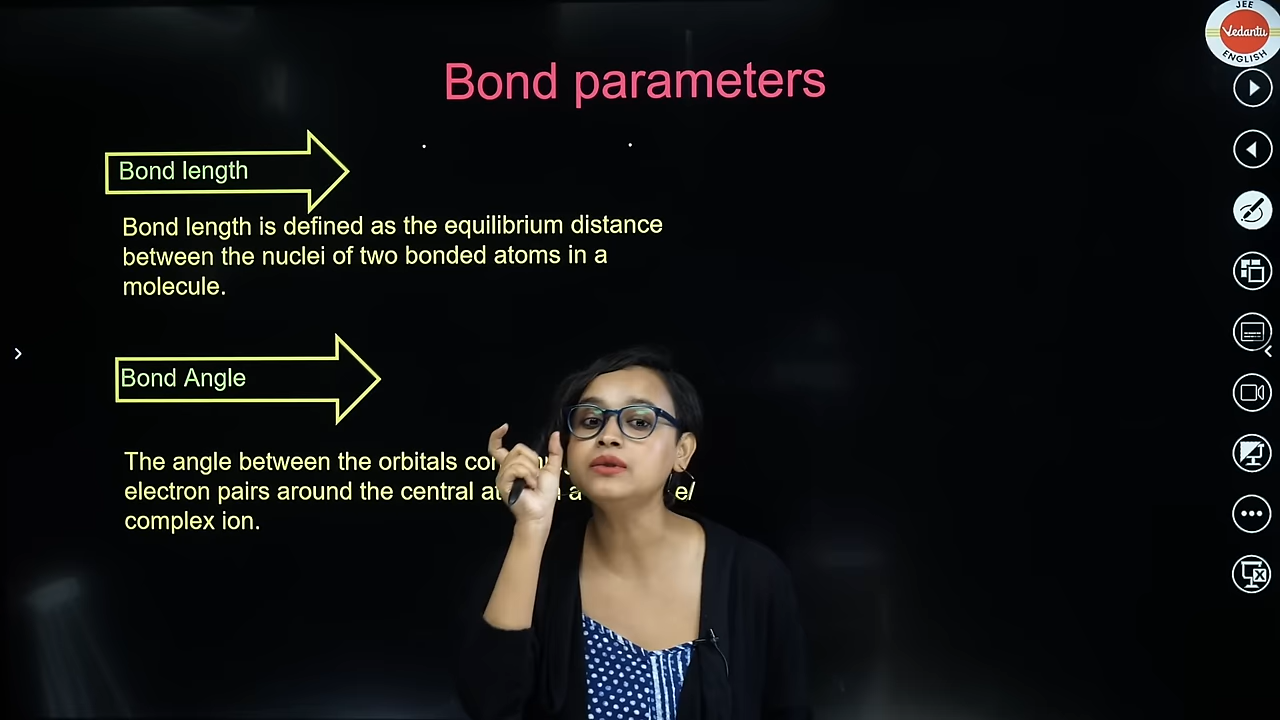 JEE
Vedantu
ENGLISH
Bond parameters
Bond length
Bond length is defined as the equilibrium distance
between the nuclei of two bonded atoms in a
molecule.
Bond Angle
The angle between the orbitals
electron pairs around the central
complex ion.